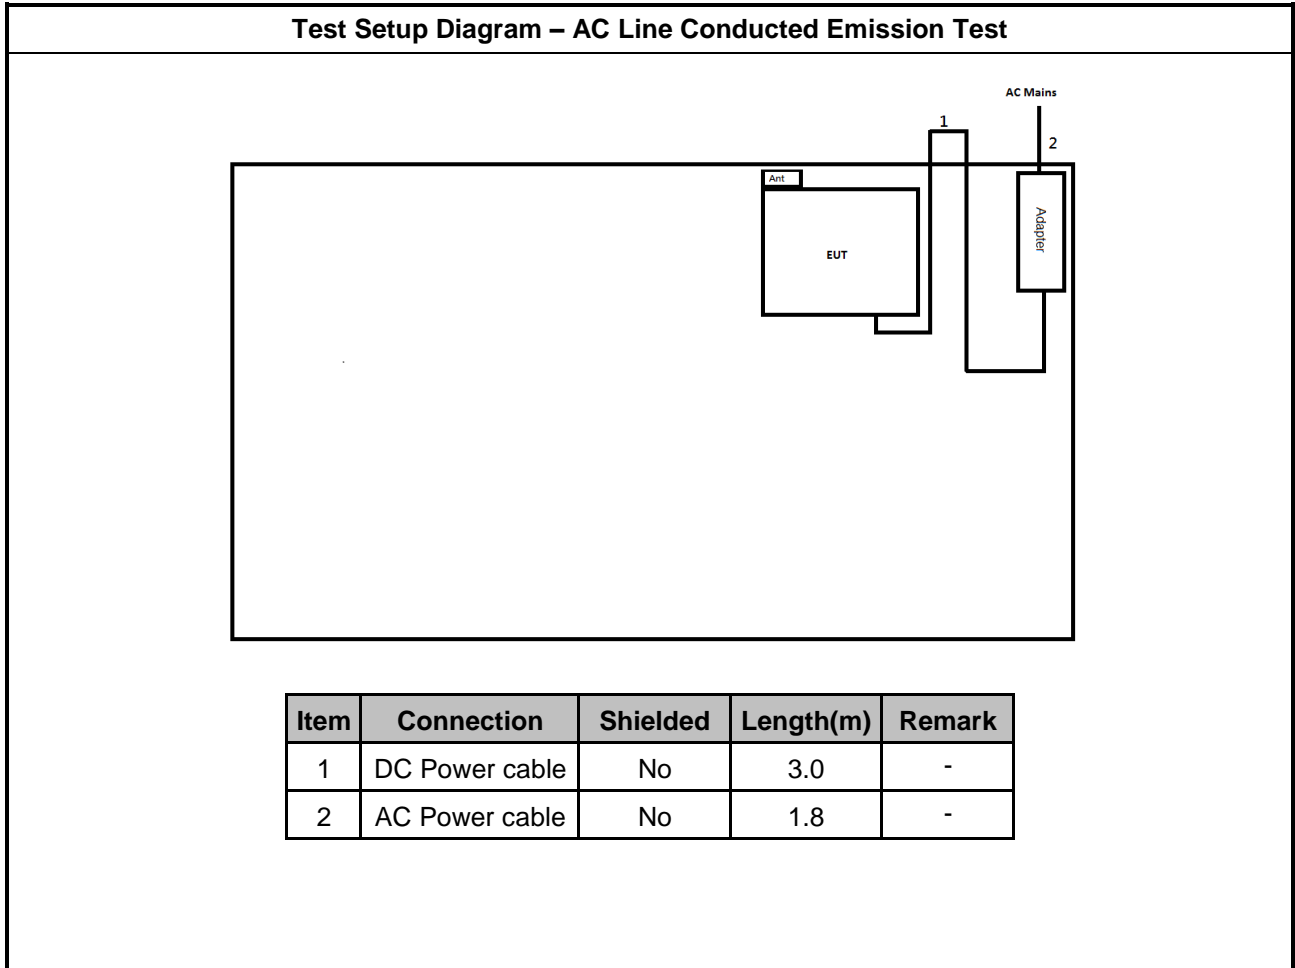 Test Setup Diagram – AC Line Conducted Emission Test
AC Mains
1
2
Ant
EUT
Adapter
Item Connection Shielded Length(m) Remark
1 DC Power cable No 3.0 -
2 AC Power cable No 1.8 -